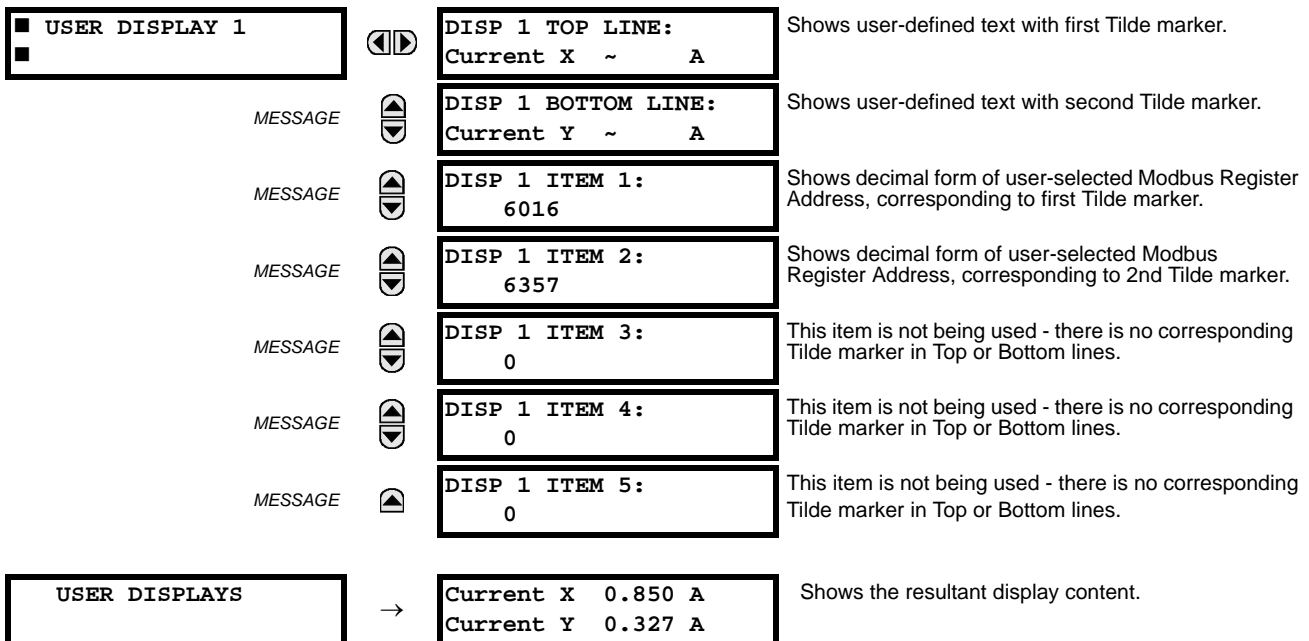 ■ USER DISPLAY 1
■
DISP 1 TOP LINE:
Current X ~ A
Shows user-defined text with first Tilde marker.
MESSAGE
DISP 1 BOTTOM LINE:
Current Y ~ A
Shows user-defined text with second Tilde marker.
MESSAGE
DISP 1 ITEM 1:
6016
Shows decimal form of user-selected Modbus Register
Address, corresponding to first Tilde marker.
MESSAGE
DISP 1 ITEM 2:
6357
Shows decimal form of user-selected Modbus
Register Address, corresponding to 2nd Tilde marker.
MESSAGE
DISP 1 ITEM 3:
0
This item is not being used - there is no corresponding
Tilde marker in Top or Bottom lines.
MESSAGE
DISP 1 ITEM 4:
0
This item is not being used - there is no corresponding
Tilde marker in Top or Bottom lines.
MESSAGE
DISP 1 ITEM 5:
0
This item is not being used - there is no corresponding
Tilde marker in Top or Bottom lines.
USER DISPLAYS
→
Current X 0.850 A
Current Y 0.327 A
Shows the resultant display content.